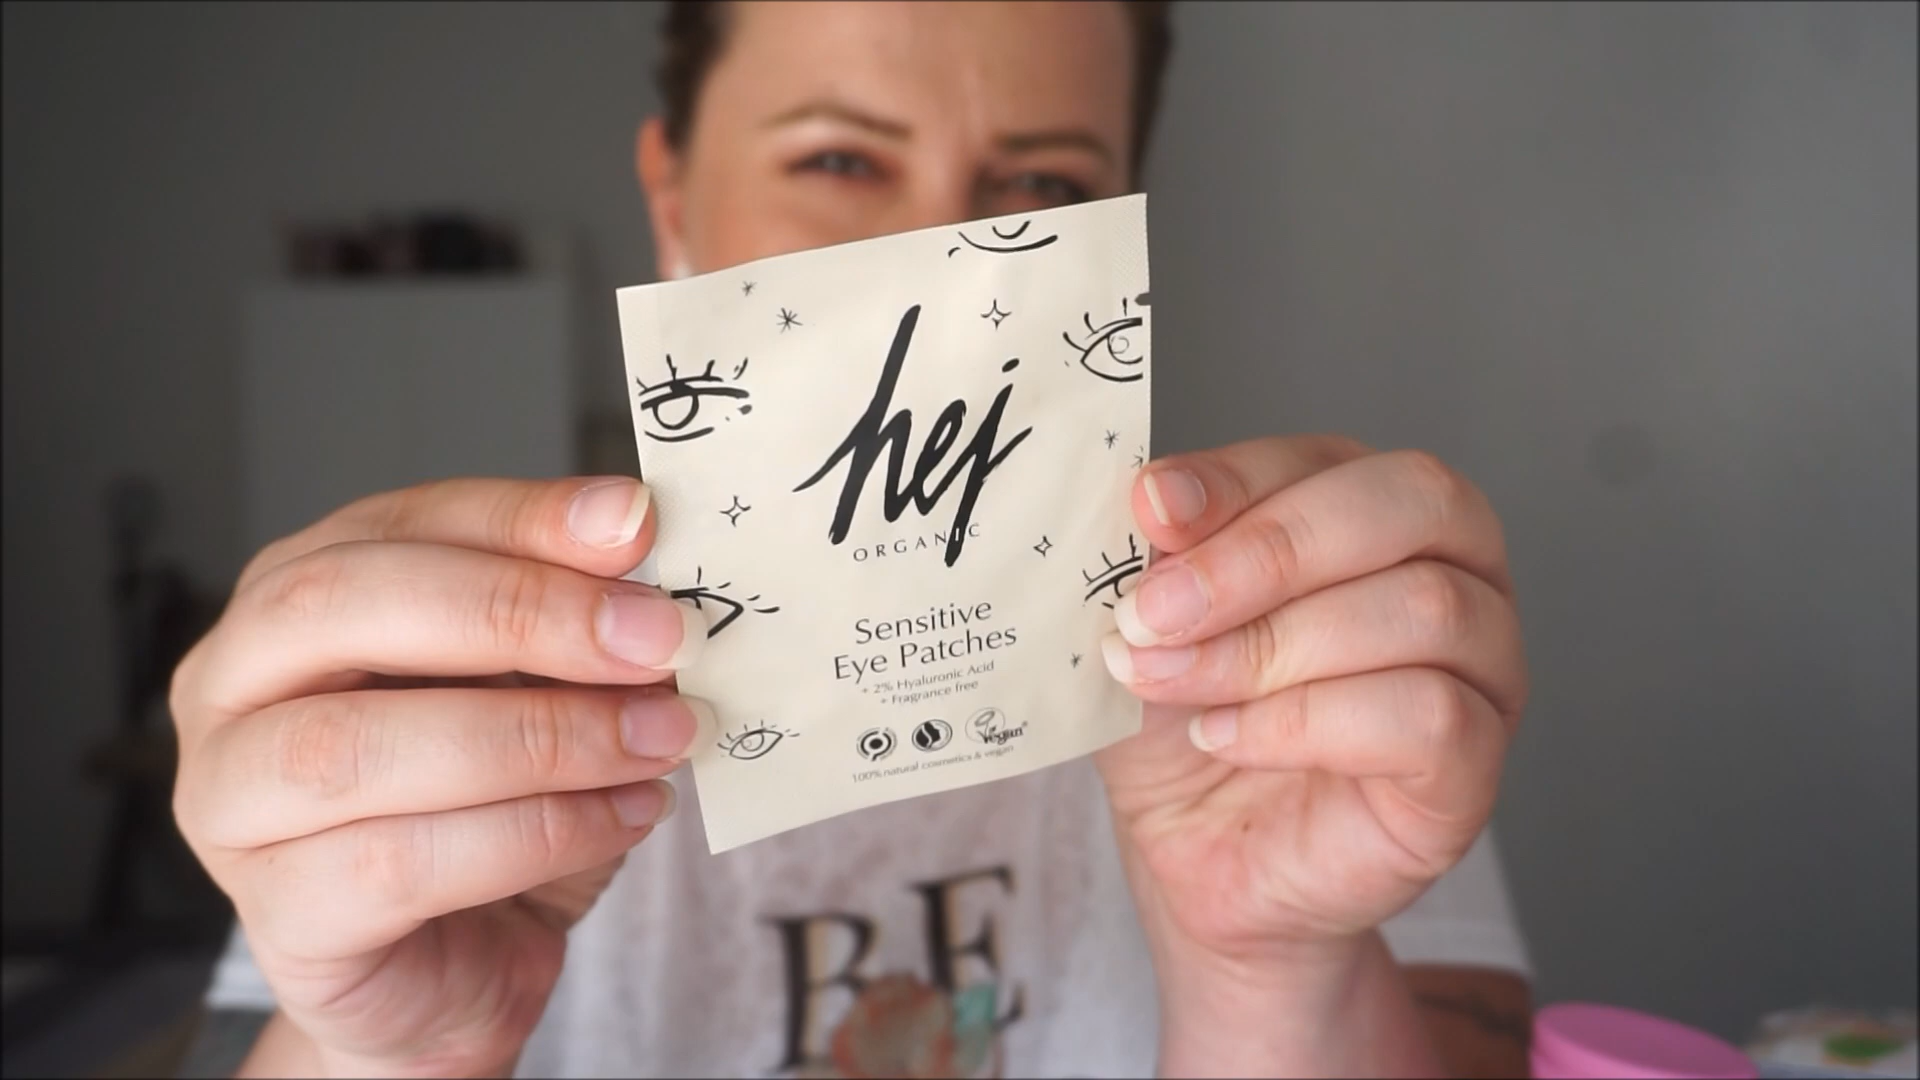 hej
ORGANIC
Sensitive
Eye Patches
+ 2% Hyaluronic Acid
+ Fragrance free
Vegan®
100% natural cosmetics & vegan
BE